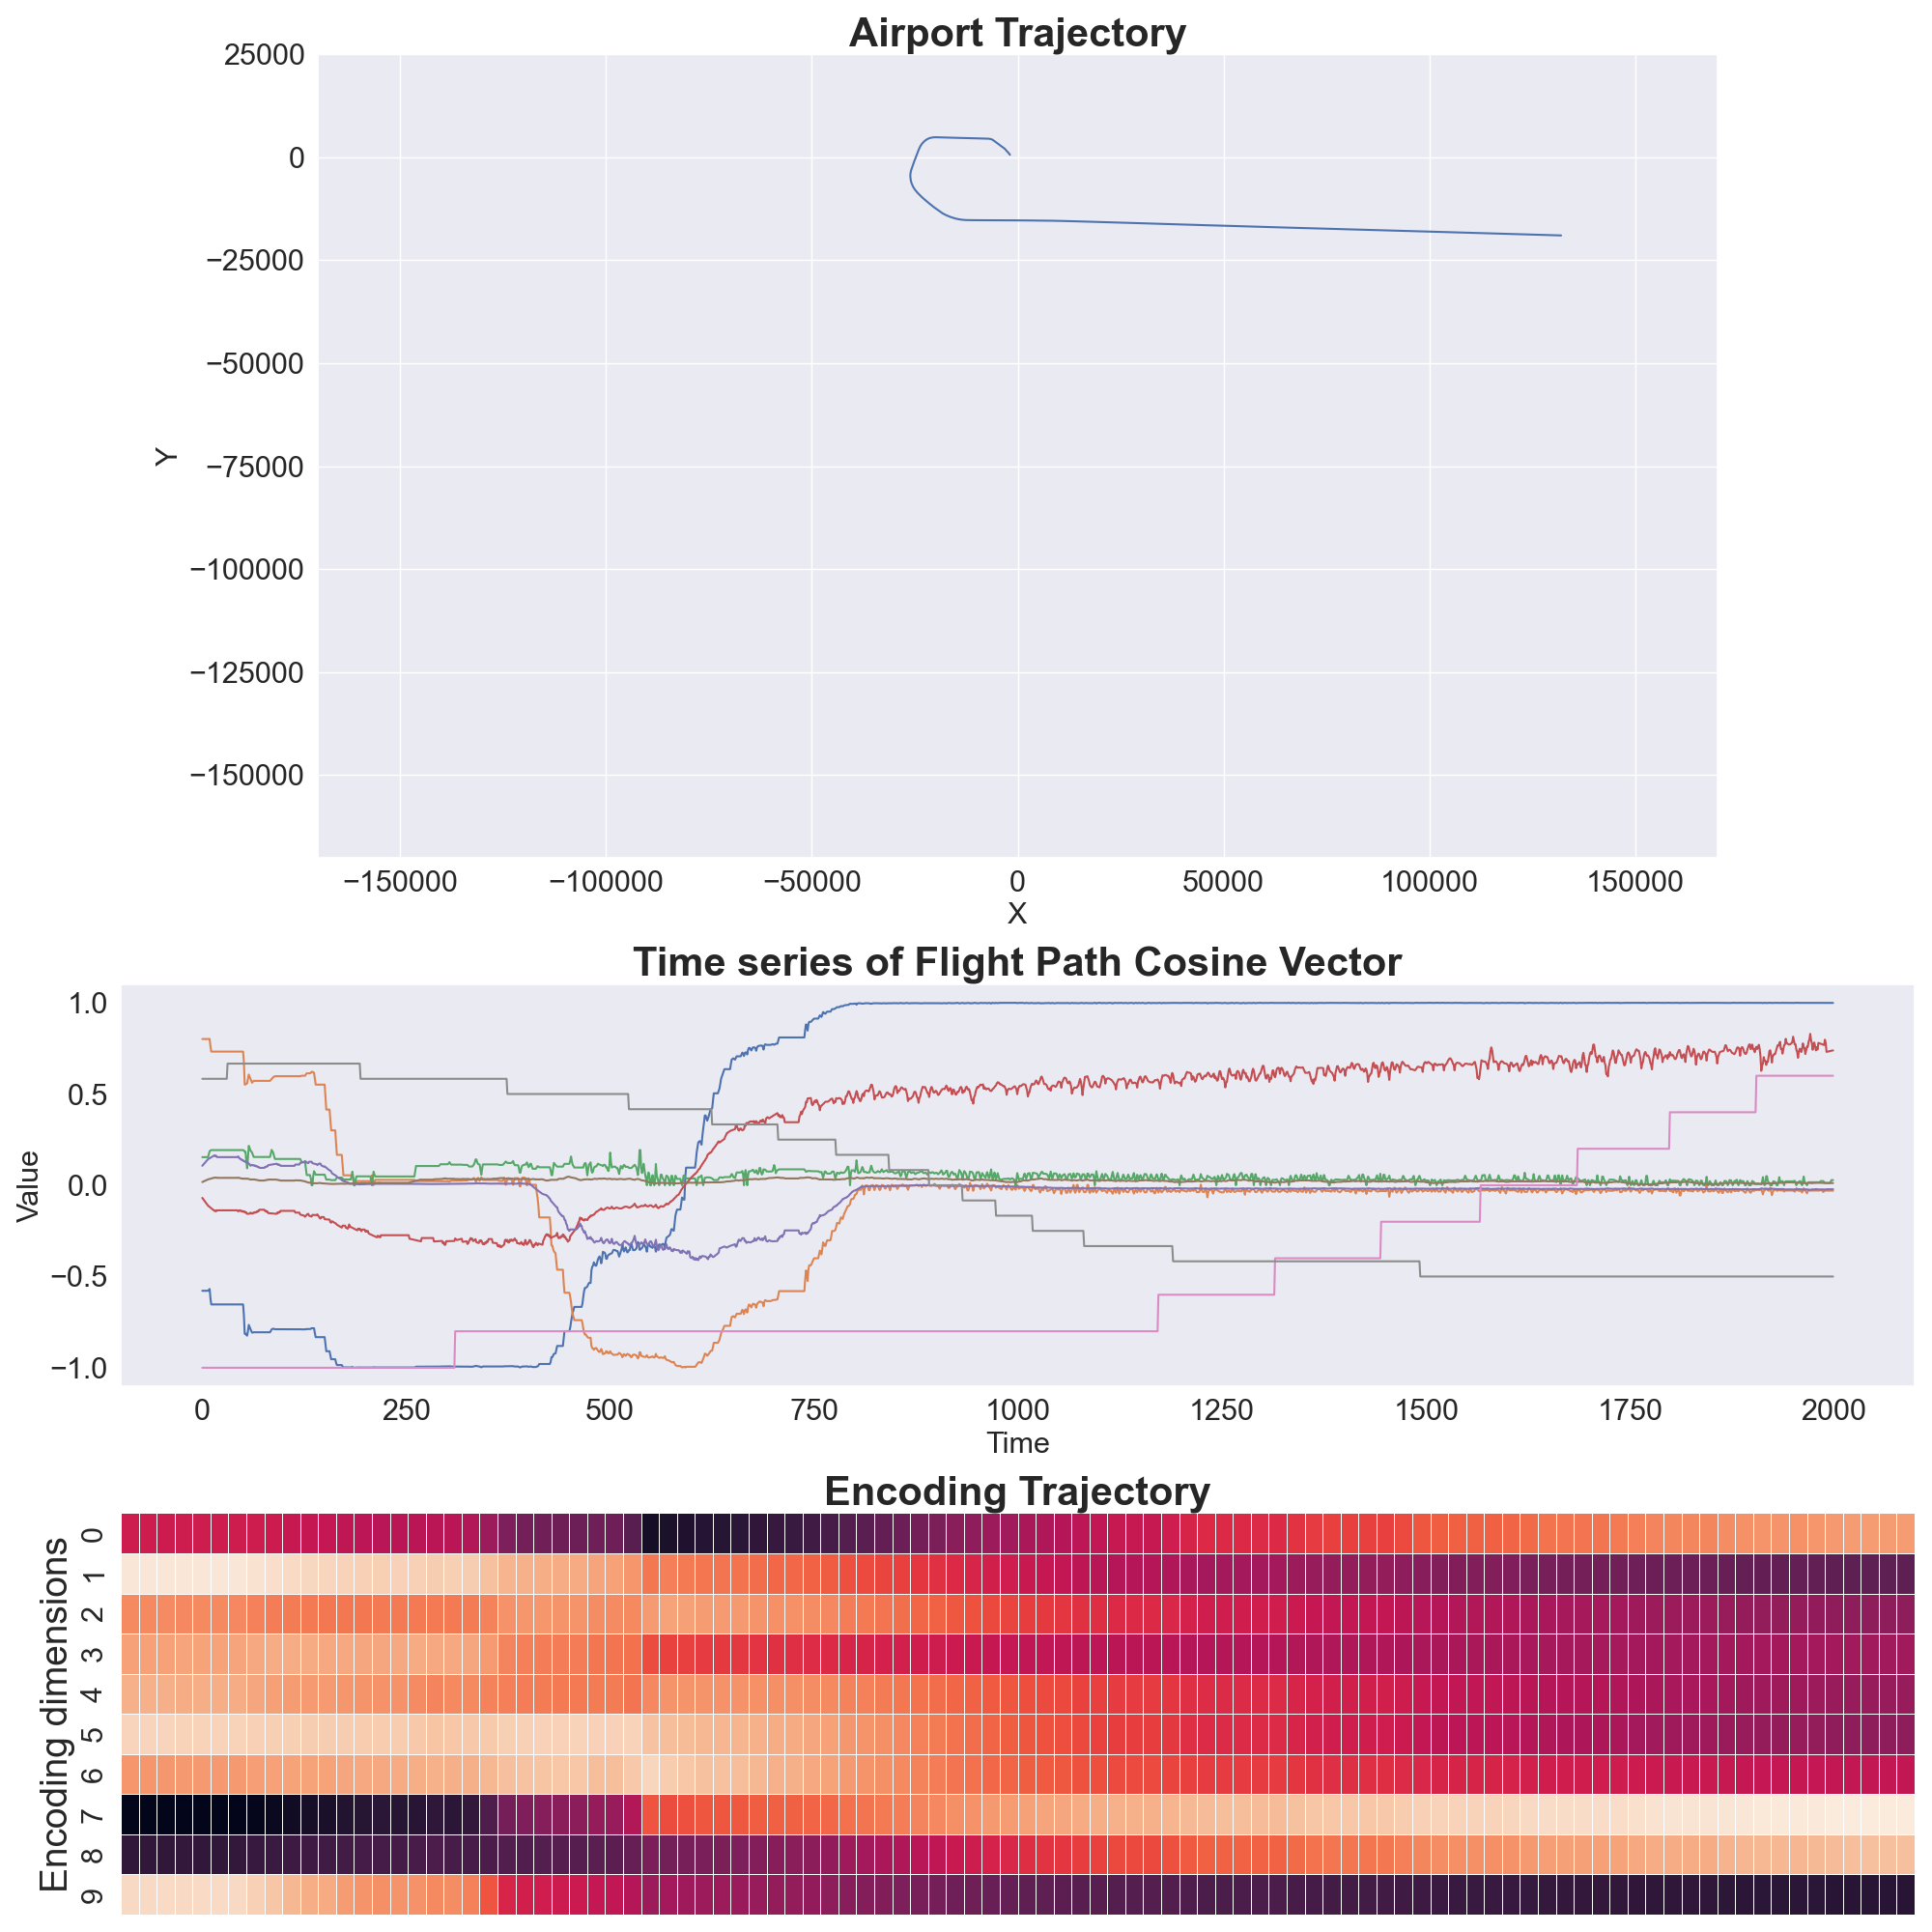 Airport Trajectory
25000
0
−25000
−50000
−75000
−100000
−125000
−150000
Y
−150000 −100000 −50000 0 50000 100000 150000
X
Time series of Flight Path Cosine Vector
1.0
0.5
0.0
−0.5
−1.0
Value
0 250 500 750 1000 1250 1500 1750 2000
Time
Encoding Trajectory
Encoding dimensions
0
1
2
3
4
5
6
7
8
9